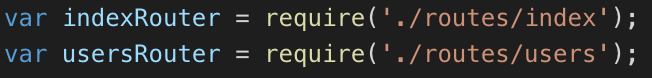 var indexRouter = require('./routes/index');
var usersRouter = require('./routes/users');